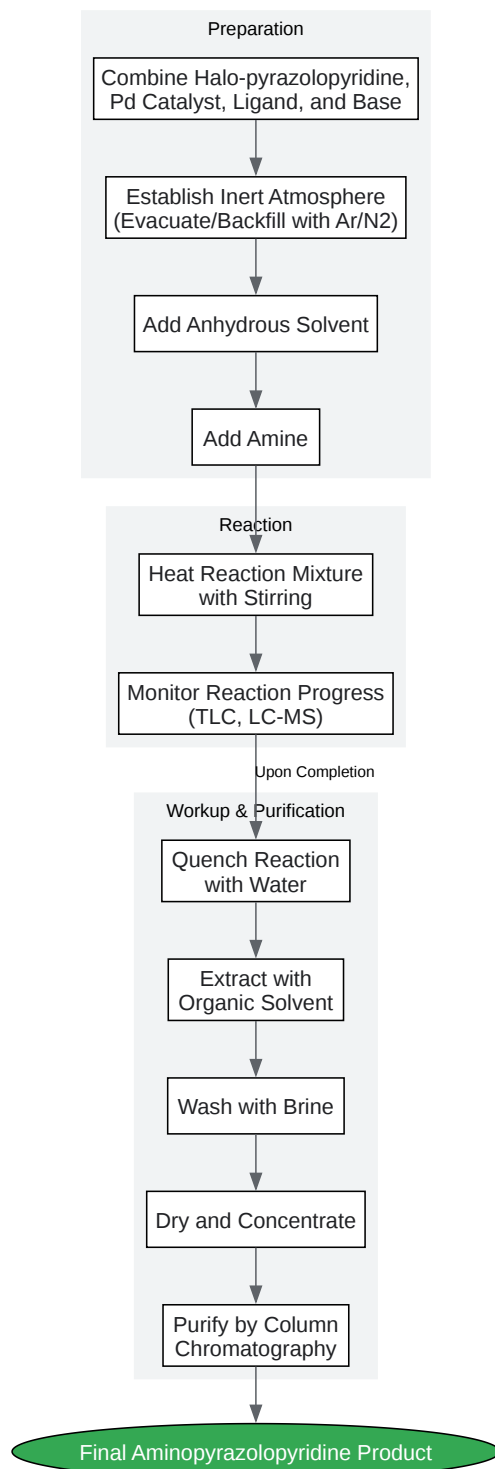 Preparation
Combine Halo-pyrazolopyridine,
Pd Catalyst, Ligand, and Base
Establish Inert Atmosphere
(Evacuate/Backfill with Ar/N2)
Add Anhydrous Solvent
Add Amine
Reaction
Heat Reaction Mixture
with Stirring
Monitor Reaction Progress
(TLC, LC-MS)
Upon Completion
Workup & Purification
Quench Reaction
with Water
Extract with
Organic Solvent
Wash with Brine
Dry and Concentrate
Purify by Column
Chromatography
Final Aminopyrazolopyridine Product